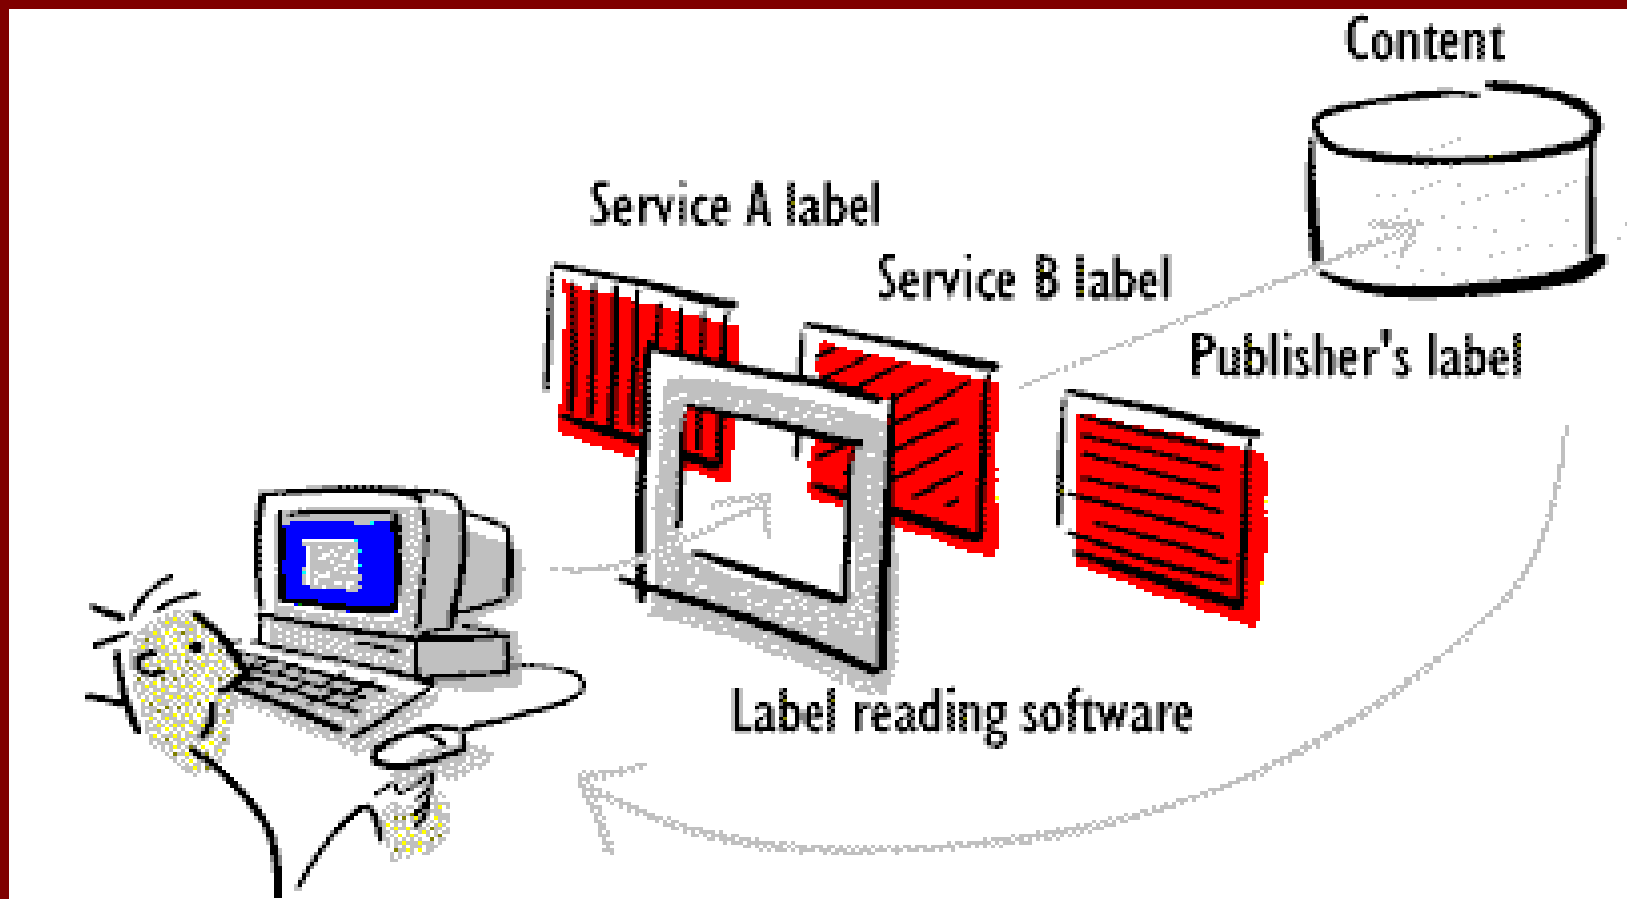 Content
Service A label
Service B label
Publisher's label
Label reading software